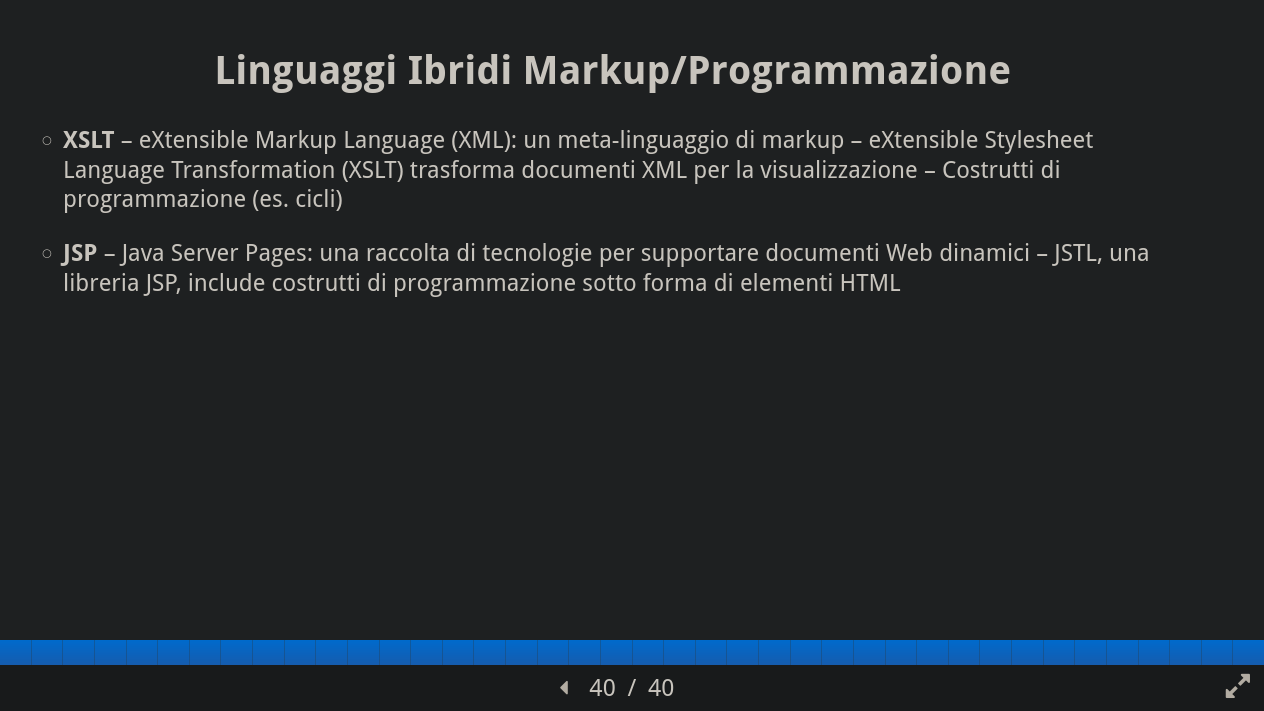 Linguaggi Ibridi Markup/Programmazione
XSLT – eXtensible Markup Language (XML): un meta-linguaggio di markup – eXtensible Stylesheet
Language Transformation (XSLT) trasforma documenti XML per la visualizzazione – Costrutti di
programmazione (es. cicli)
JSP – Java Server Pages: una raccolta di tecnologie per supportare documenti Web dinamici – JSTL, una
libreria JSP, include costrutti di programmazione sotto forma di elementi HTML
40 / 40